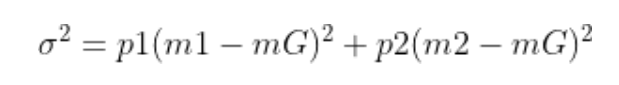 σ² = p1(m1 − mG)² + p2(m2 − mG)²